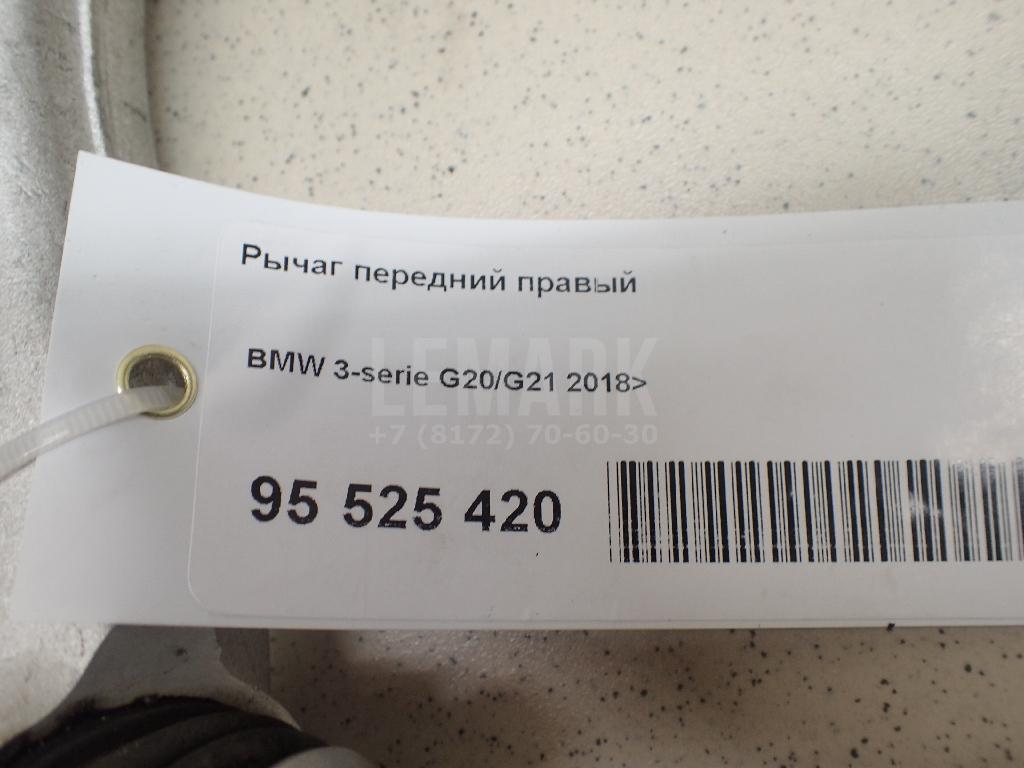 Рычаг передний правый
BMW 3-serie G20/G21 2018>
LEMARK
+7 (8172) 70-60-30
95 525 420